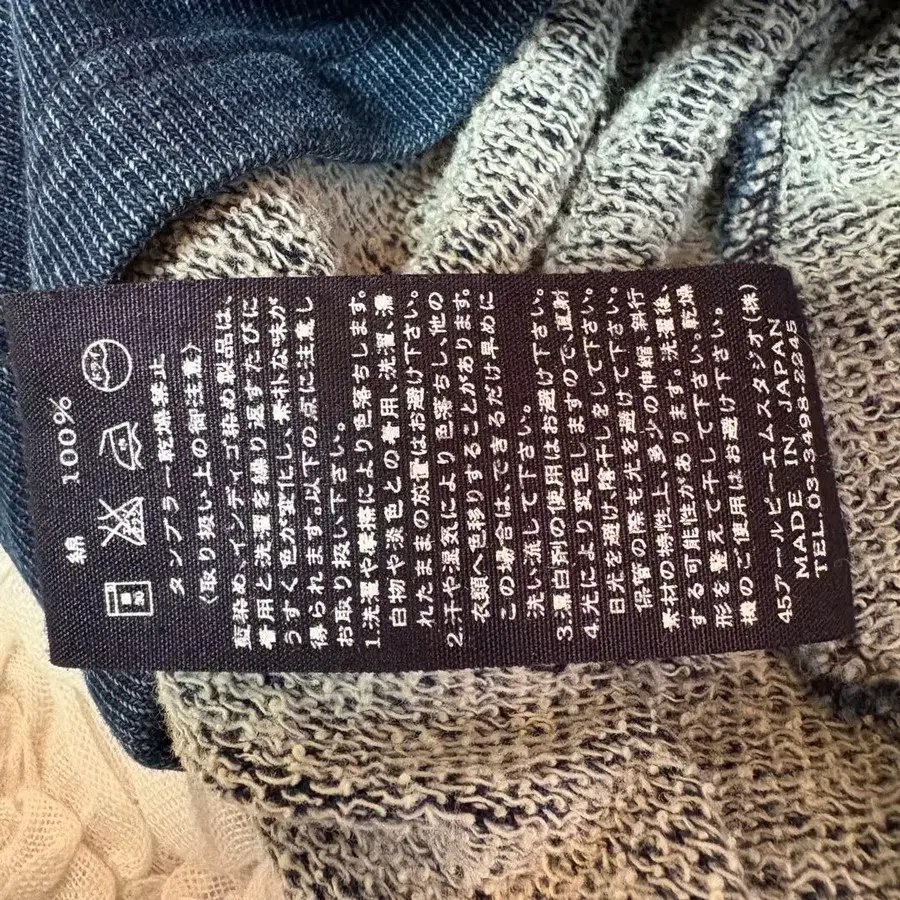 綿 100%
タンブラー乾燥禁止
〈取り扱い上の御注意〉
藍染め、インディゴ染め製品は、
着用と洗濯を繰り返すたびに
うすく色が変化し、素朴な味が
得られます。以下の点に注意し
お取り扱い下さい。
1.洗濯や摩擦により色落ちします。
白物や淡色との着用、洗濯、濡
れたままの放置はお避け下さい。
2.汗や湿気により色落ちし、他の
衣類へ色移りすることがあります。
この場合は、できるだけ早めに
洗い流して下さい。
3.漂白剤の使用はお避け下さい。
4.光により変色しますので、直射
日光を避け、陰干しをして下さい。
保管の際も光を避けて下さい。
素材の特性上、多少の伸縮、斜行
する可能性があります。洗濯後、
形を整えて干して下さい。乾燥
機のご使用はお避け下さい。
45アールピーエムスタジオ(株)
MADE IN JAPAN
TEL.03-3498-2245